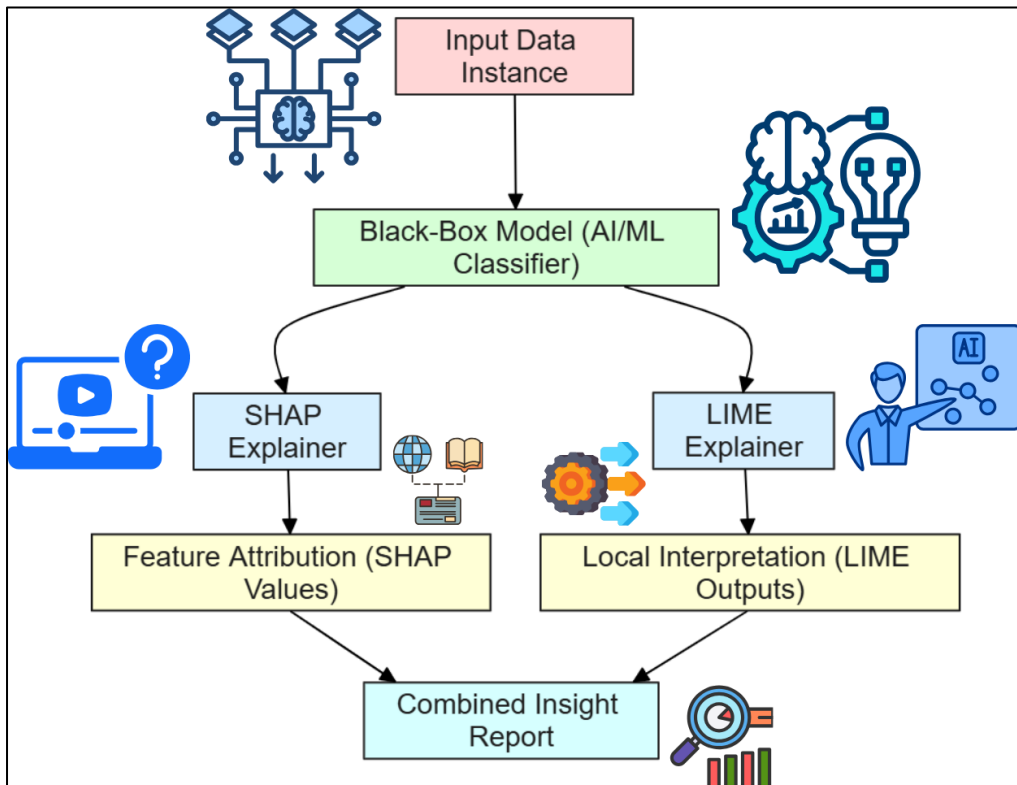 Input Data
Instance
Black-Box Model (AI/ML
Classifier)
SHAP
Explainer
LIME
Explainer
AI
Feature Attribution (SHAP
Values)
Local Interpretation (LIME
Outputs)
Combined Insight
Report